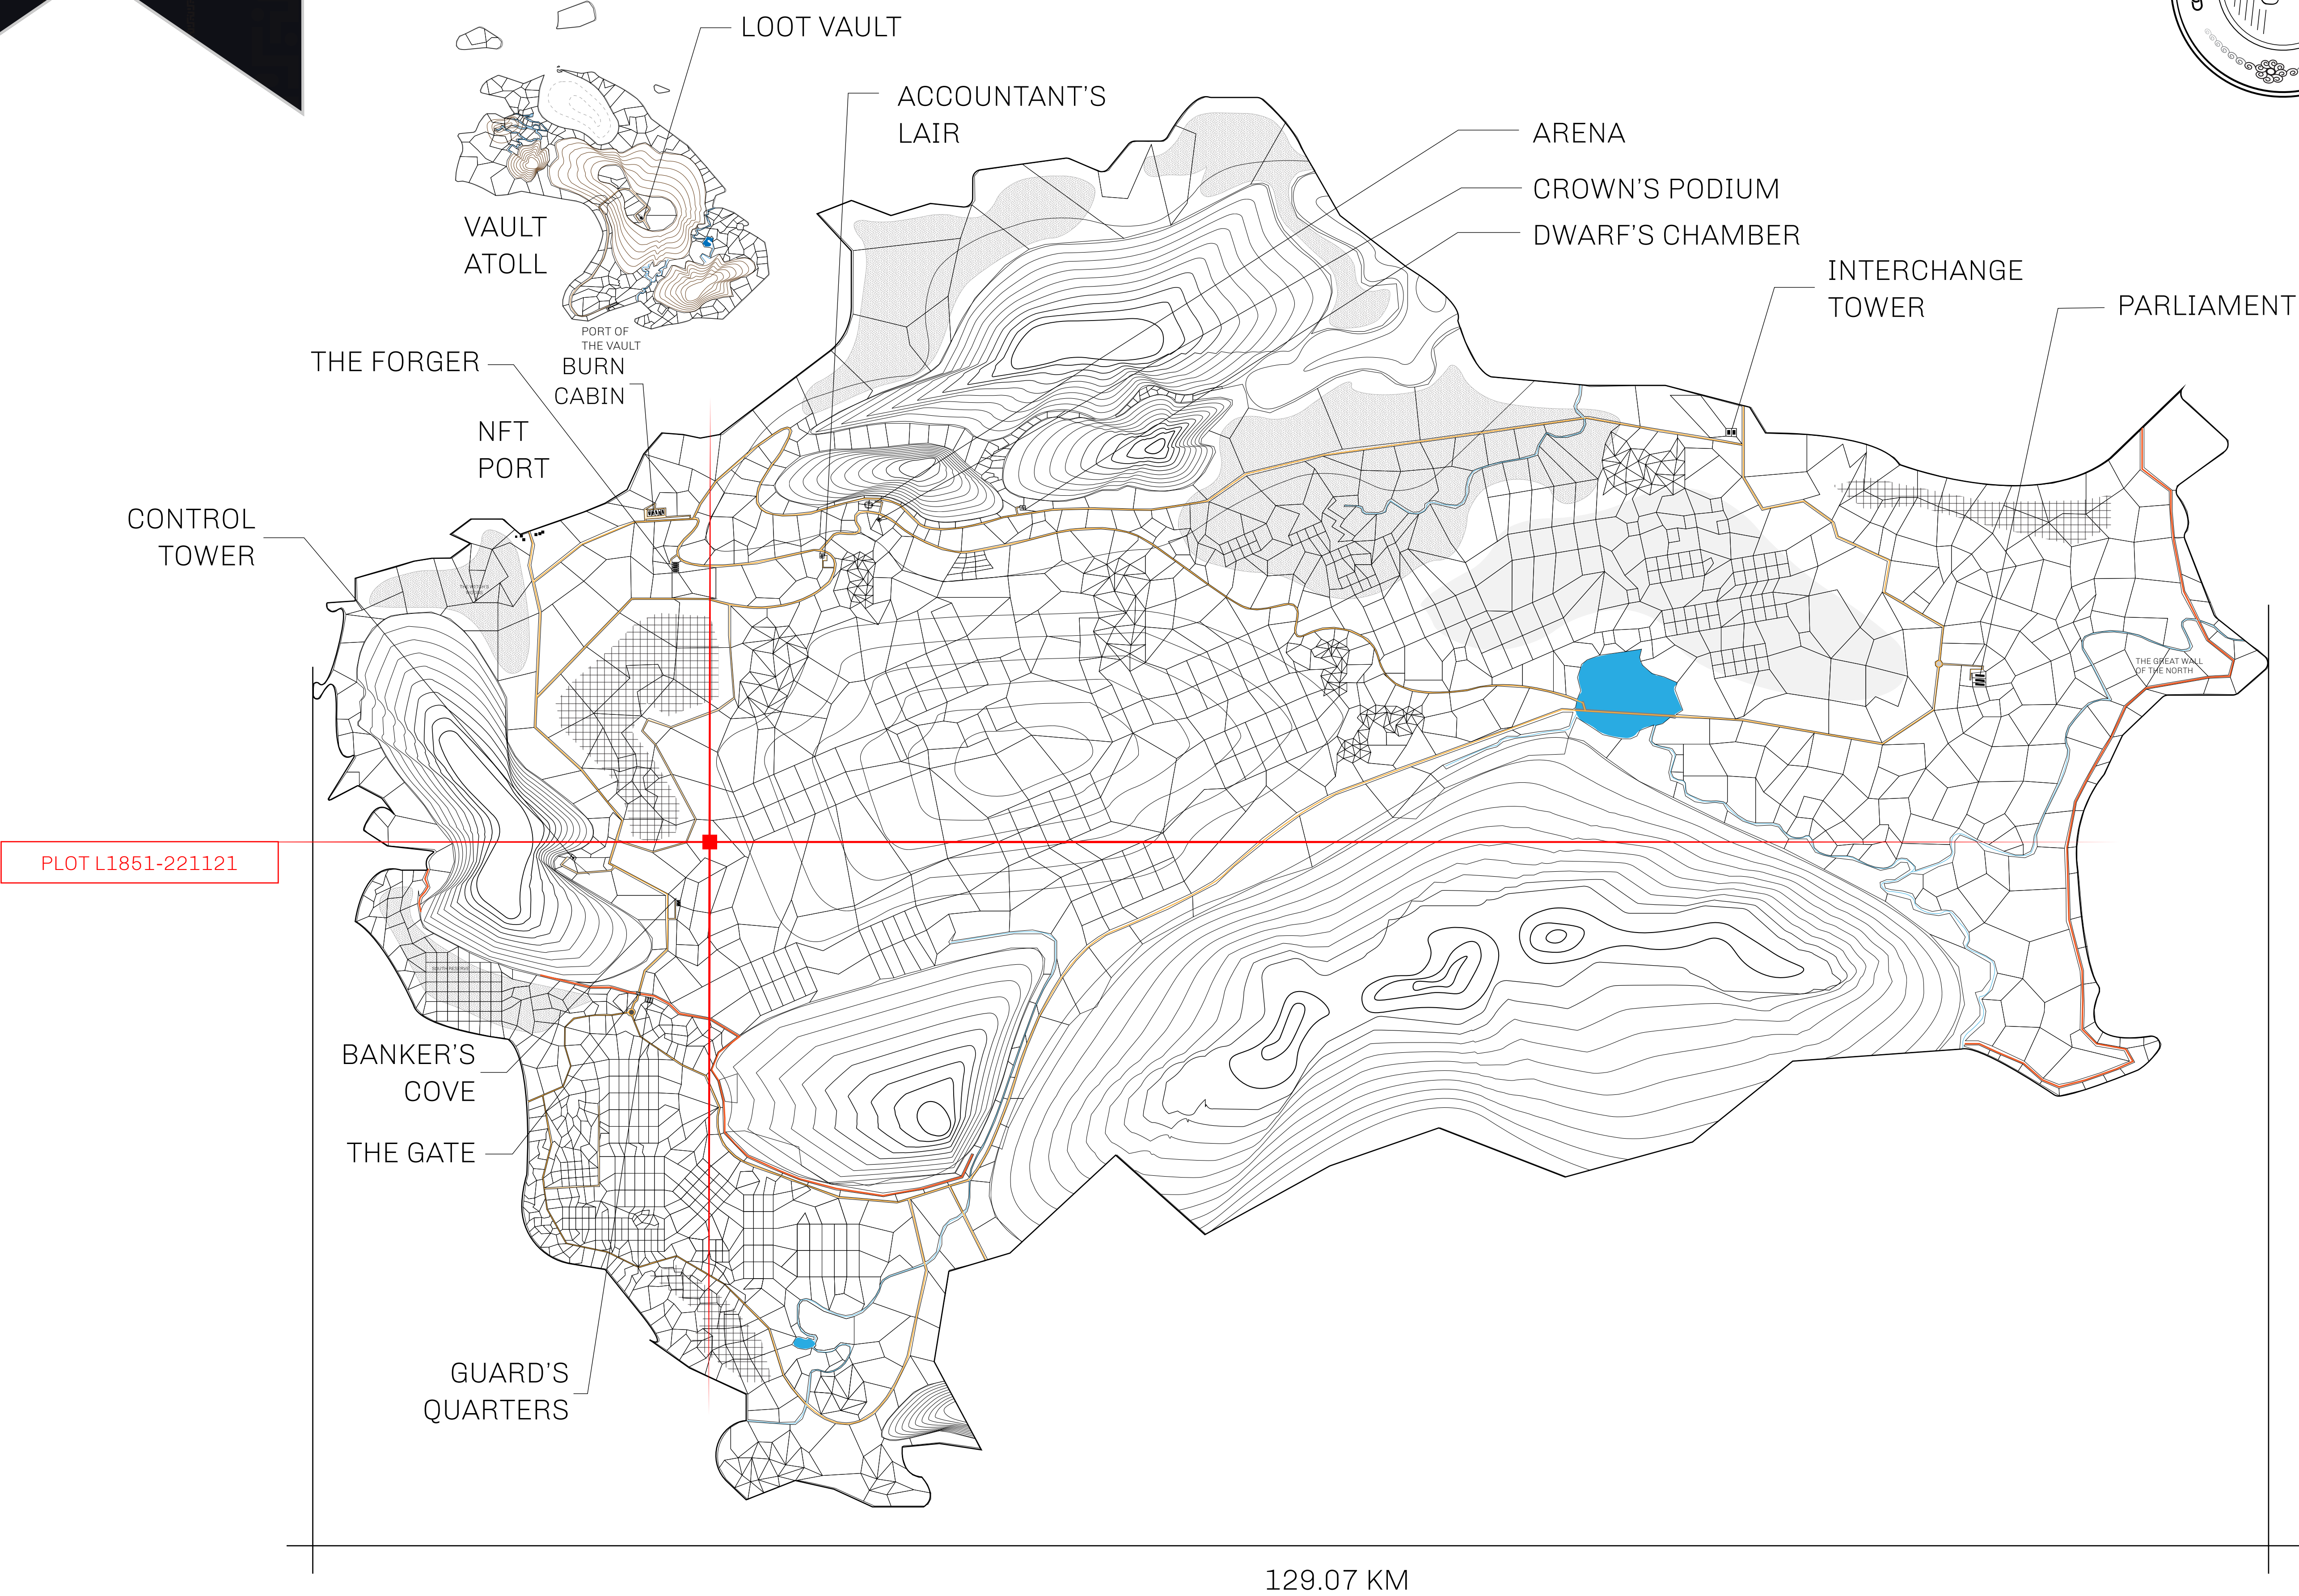 LOOT VAULT
ACCOUNTANT'S
LAIR
ARENA
CROWN'S PODIUM
DWARF'S CHAMBER
VAULT
ATOLL
INTERCHANGE
TOWER
PARLIAMENT
PORT OF
THE VAULT
THE FORGER
BURN
CABIN
NFT
PORT
CONTROL
TOWER
THE GREAT WALL
OF THE NORTH
PLOT L1851-221121
SOUTH RESERVE
BANKER'S
COVE
THE GATE
GUARD'S
QUARTERS
129.07 KM